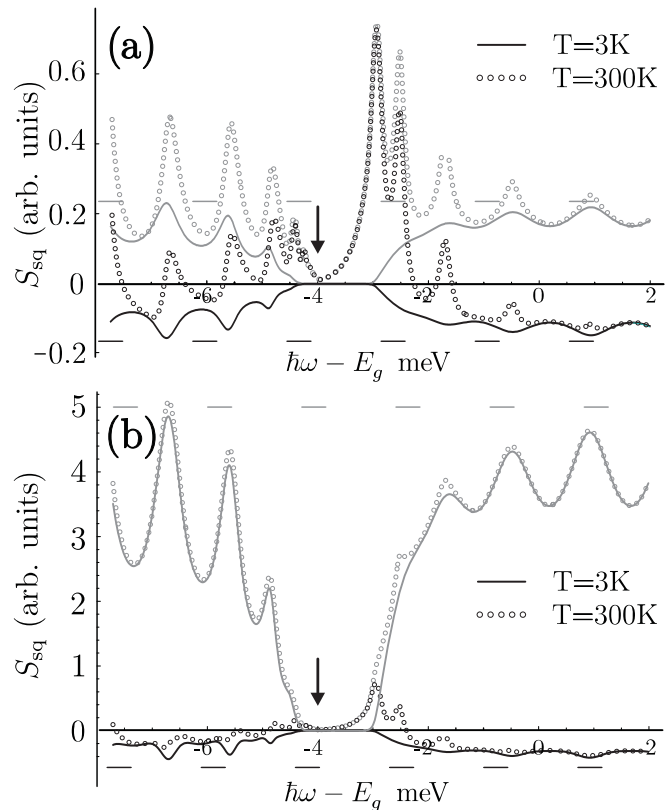 (a)
T=3K
T=300K
0.6
0.4
0.2
0
-0.2
S_sq (arb. units)
-6
-4
-2
0
2
ħω − E_g meV
(b)
5
4
3
2
1
0
S_sq (arb. units)
T=3K
T=300K
-6
-4
-2
0
2
ħω − E_g meV